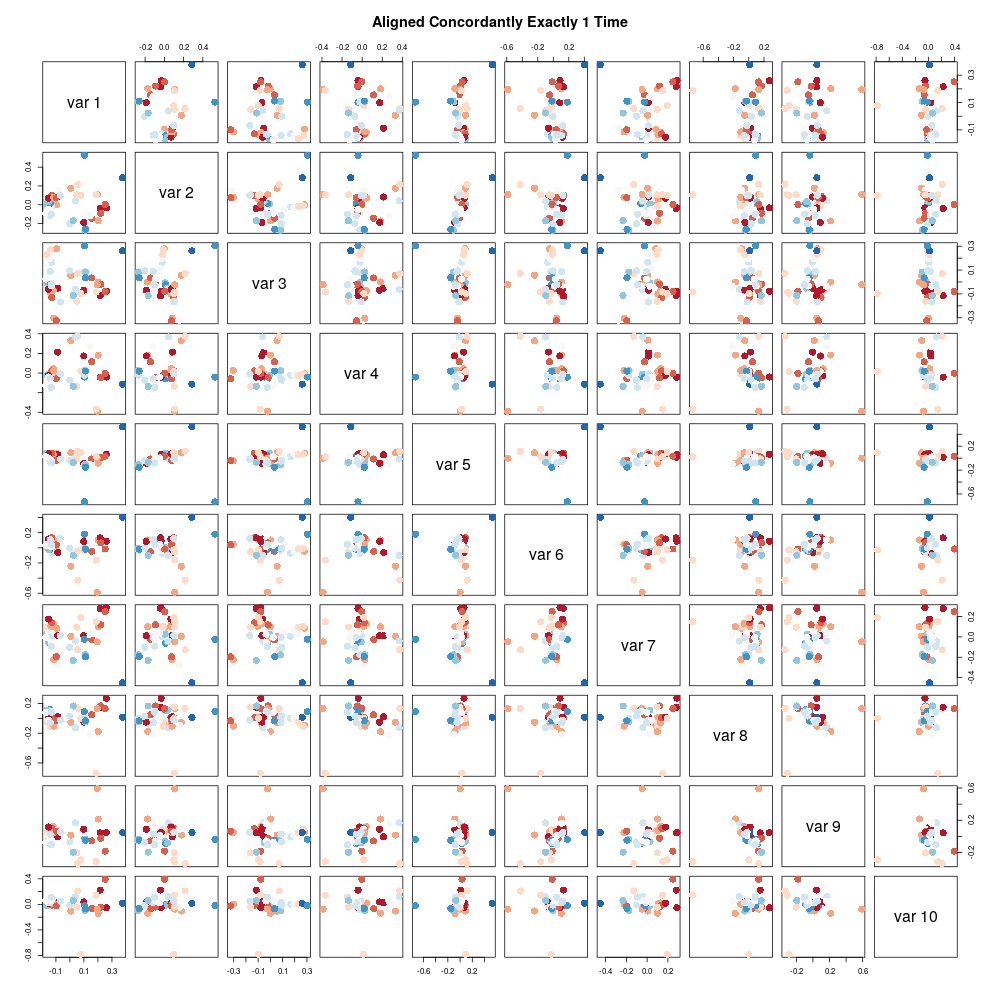 Aligned Concordantly Exactly 1 Time
-0.2 0.0 0.2 0.4
-0.4 0.0 0.2 0.4
-0.6 -0.2 0.2
-0.6 -0.2 0.2
-0.8 -0.4 0.0 0.4
var 1
-0.1 0.1 0.3
-0.2 0.0 0.2 0.4
var 2
var 3
-0.3 -0.1 0.1 0.3
-0.4 0.0 0.2 0.4
var 4
var 5
-0.6 -0.2 0.2
-0.6 -0.2 0.2
var 6
var 7
-0.4 -0.2 0.0 0.2
-0.6 -0.2 0.2
var 8
var 9
-0.2 0.2 0.6
-0.8 -0.4 0.0 0.4
var 10
-0.1 0.1 0.3
-0.3 -0.1 0.1 0.3
-0.6 -0.2 0.2
-0.4 -0.2 0.0 0.2
-0.2 0.2 0.6